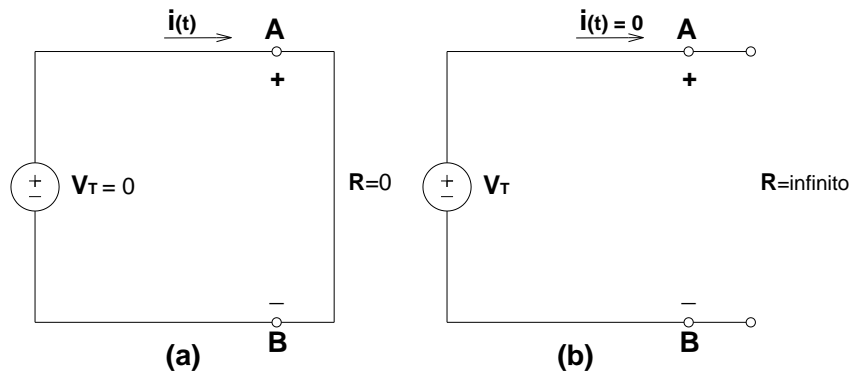 i(t)
A
+
+
–
VT = 0
R=0
–
B
(a)
i(t) = 0
A
+
+
–
VT
R=infinito
–
B
(b)